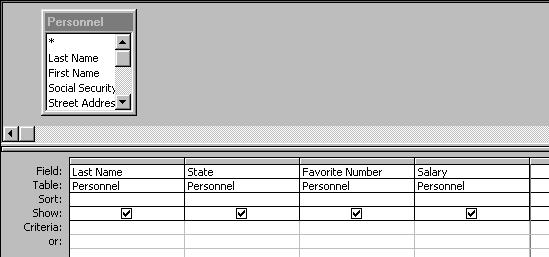 Personnel
*
Last Name
First Name
Social Security
Street Addres
Field: Last Name State Favorite Number Salary
Table: Personnel Personnel Personnel Personnel
Sort:
Show:
Criteria:
or: